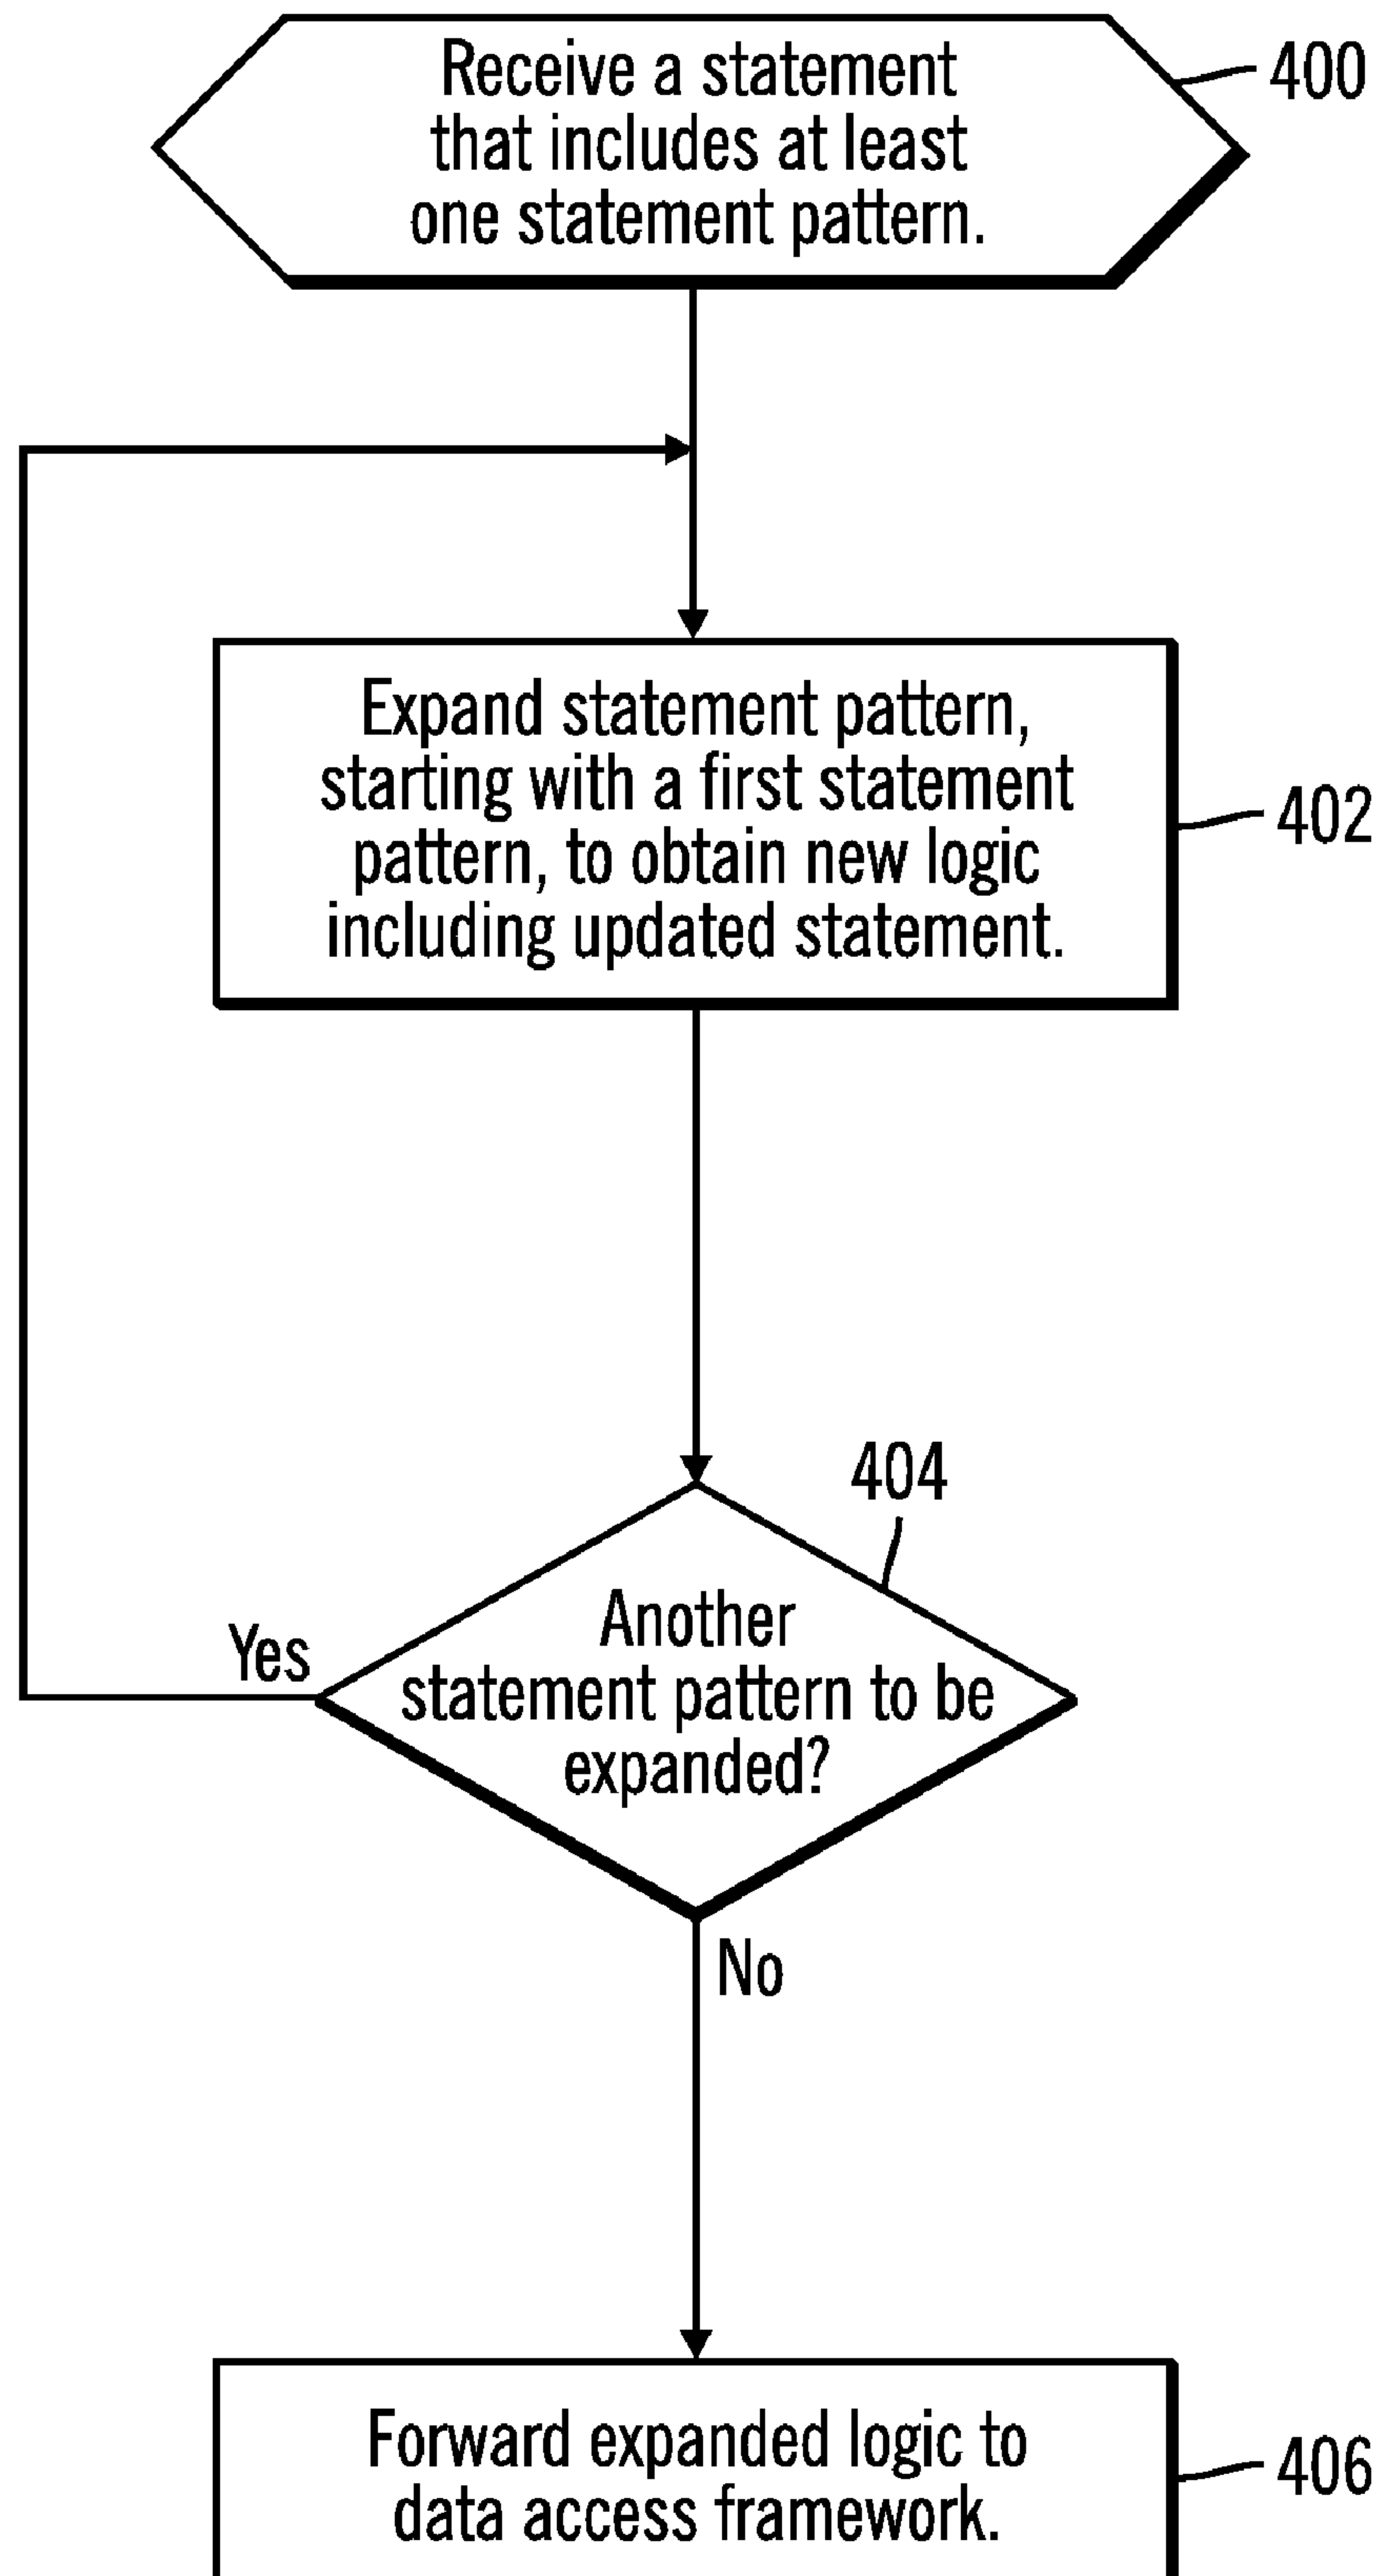 Receive a statement
that includes at least
one statement pattern.
400
Expand statement pattern,
starting with a first statement
pattern, to obtain new logic
including updated statement.
402
404
Another
statement pattern to be
expanded?
Yes
No
Forward expanded logic to
data access framework.
406